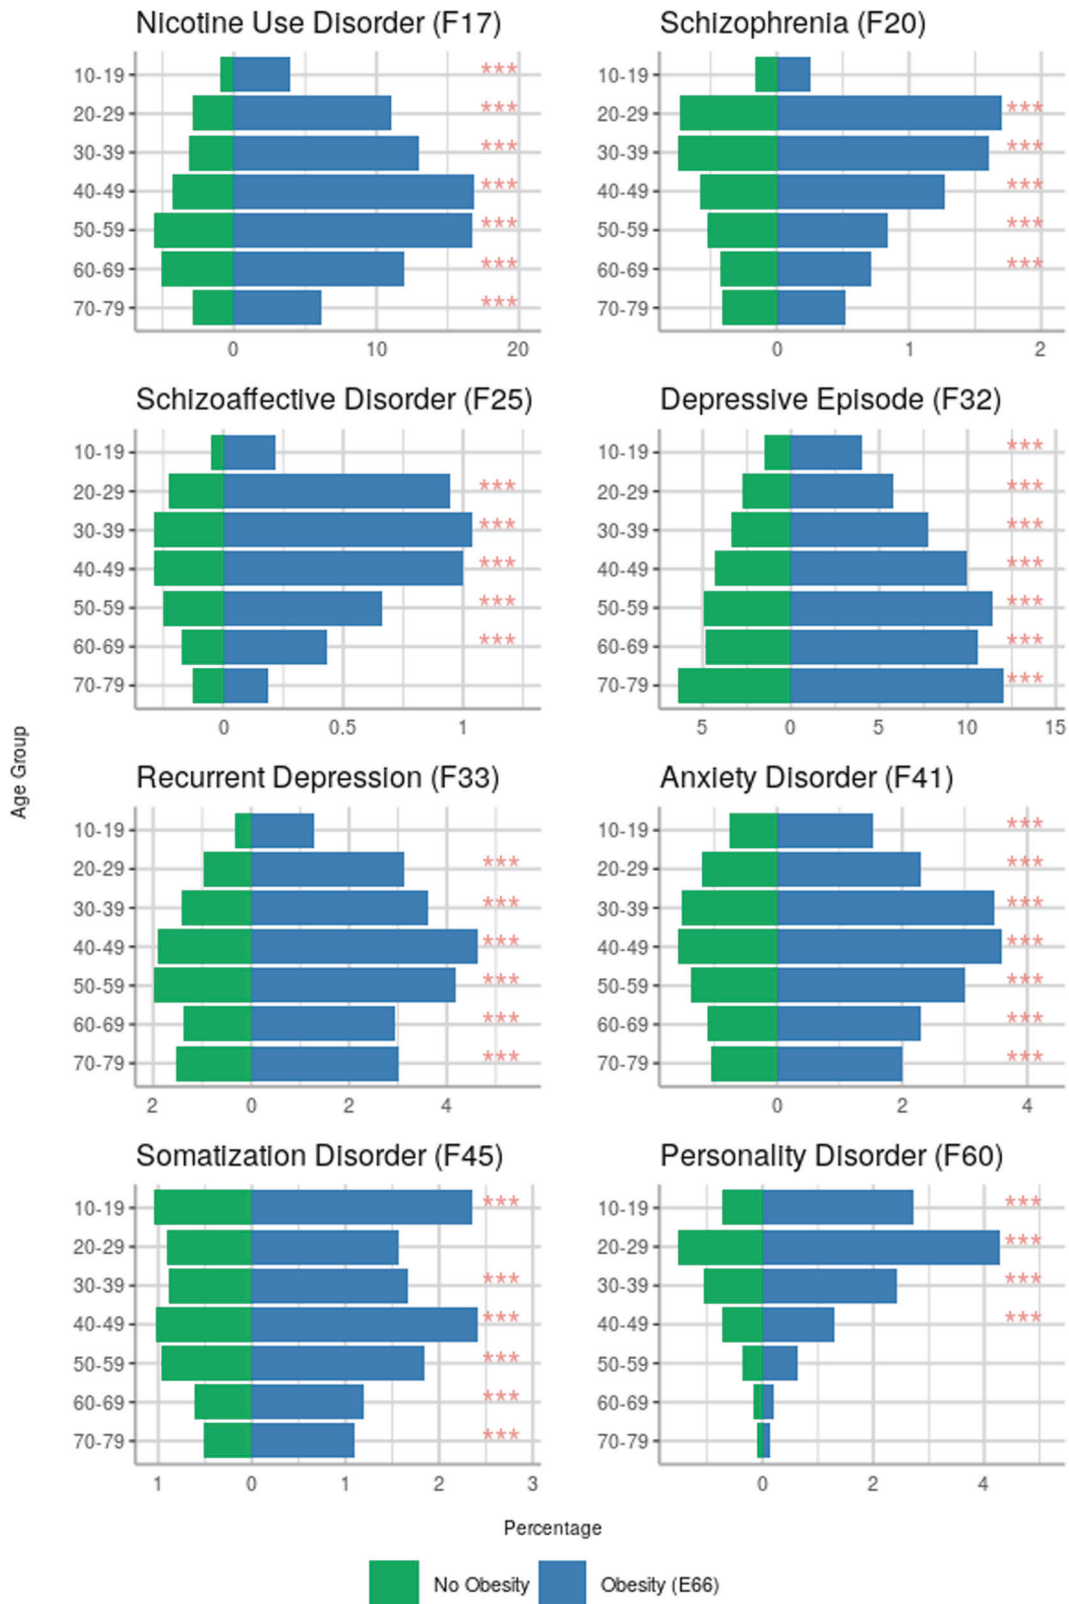 Nicotine Use Disorder (F17)
10-19 ***
20-29 ***
30-39 ***
40-49 ***
50-59 ***
60-69 ***
70-79 ***
0 10 20
Schizophrenia (F20)
10-19
20-29 ***
30-39 ***
40-49 ***
50-59 ***
60-69 ***
70-79
0 1 2
Schizoaffective Disorder (F25)
10-19
20-29 ***
30-39 ***
40-49 ***
50-59 ***
60-69 ***
70-79
0 0.5 1
Depressive Episode (F32)
10-19 ***
20-29 ***
30-39 ***
40-49 ***
50-59 ***
60-69 ***
70-79 ***
5 0 5 10 15
Age Group
Recurrent Depression (F33)
10-19
20-29 ***
30-39 ***
40-49 ***
50-59 ***
60-69 ***
70-79 ***
2 0 2 4
Anxiety Disorder (F41)
10-19 ***
20-29 ***
30-39 ***
40-49 ***
50-59 ***
60-69 ***
70-79 ***
0 2 4
Somatization Disorder (F45)
10-19 ***
20-29
30-39 ***
40-49 ***
50-59 ***
60-69 ***
70-79 ***
1 0 1 2 3
Personality Disorder (F60)
10-19 ***
20-29 ***
30-39 ***
40-49 ***
50-59
60-69
70-79
0 2 4
Percentage
No Obesity Obesity (E66)